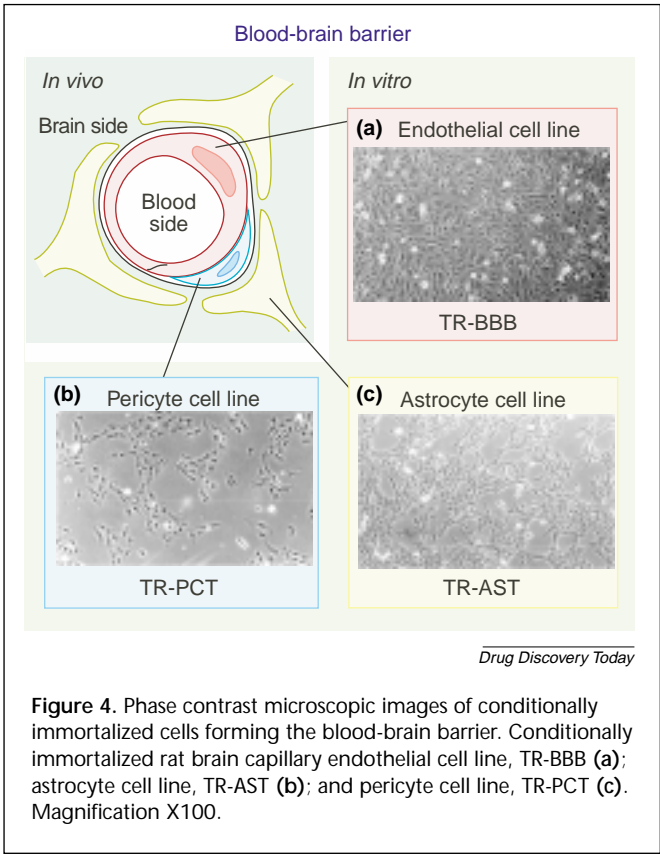 Blood-brain barrier
In vivo
In vitro
Brain side
Blood
side
(a) Endothelial cell line
TR-BBB
(b) Pericyte cell line
TR-PCT
(c) Astrocyte cell line
TR-AST
Drug Discovery Today
Figure 4. Phase contrast microscopic images of conditionally
immortalized cells forming the blood-brain barrier. Conditionally
immortalized rat brain capillary endothelial cell line, TR-BBB (a);
astrocyte cell line, TR-AST (b); and pericyte cell line, TR-PCT (c).
Magnification X100.